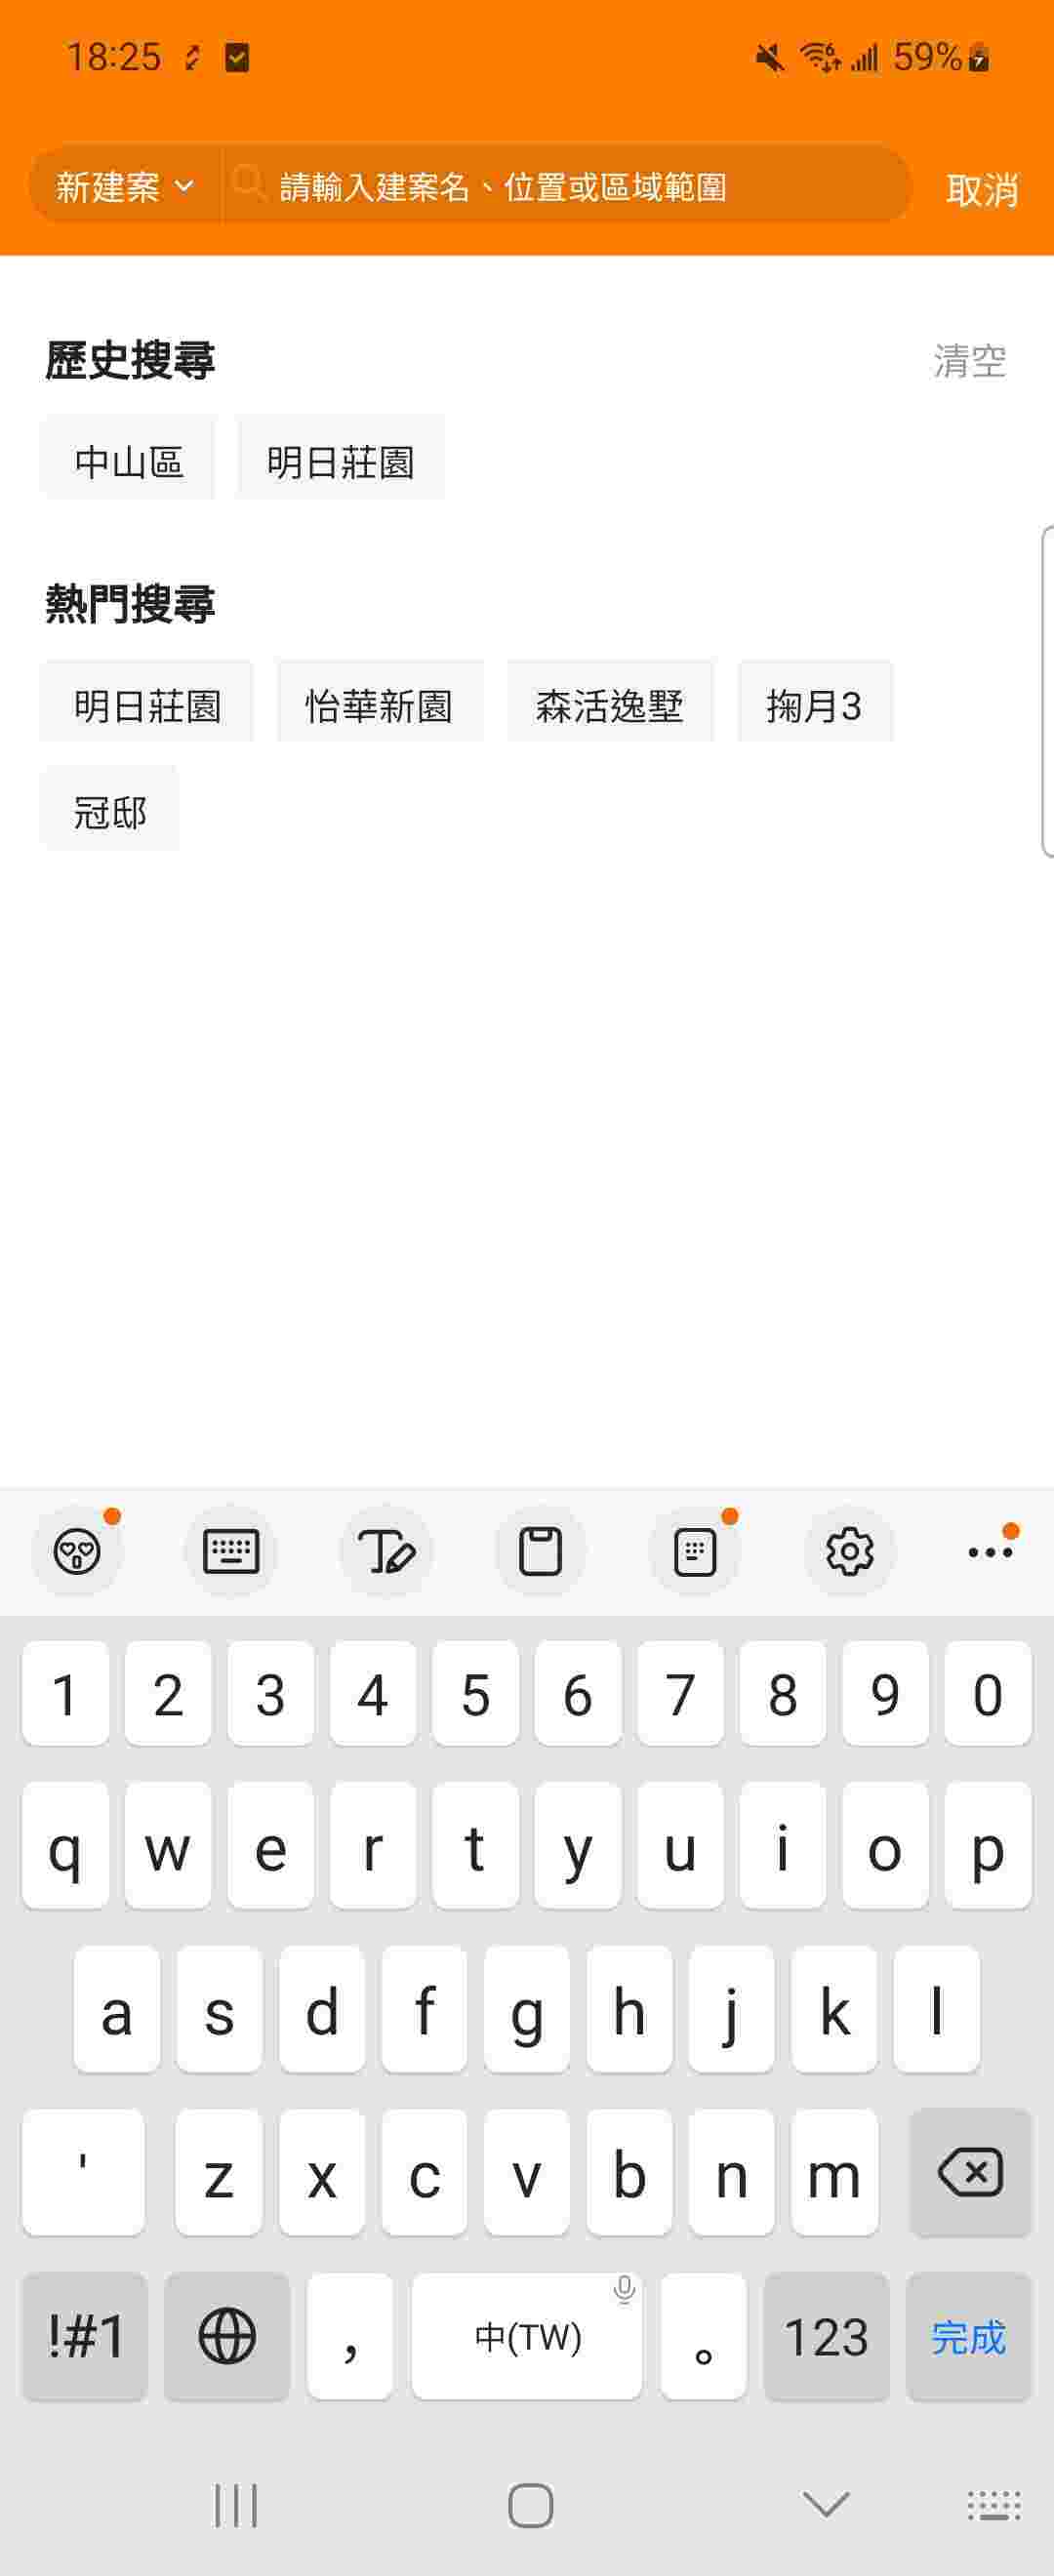 18:25 59%
新建案 請輸入建案名、位置或區域範圍 取消
歷史搜尋 清空
中山區 明日莊園
熱門搜尋
明日莊園 怡華新園 森活逸墅 掬月3
冠邸
1 2 3 4 5 6 7 8 9 0
q w e r t y u i o p
a s d f g h j k l
' z x c v b n m
!#1 , 中(TW) 。 123 完成